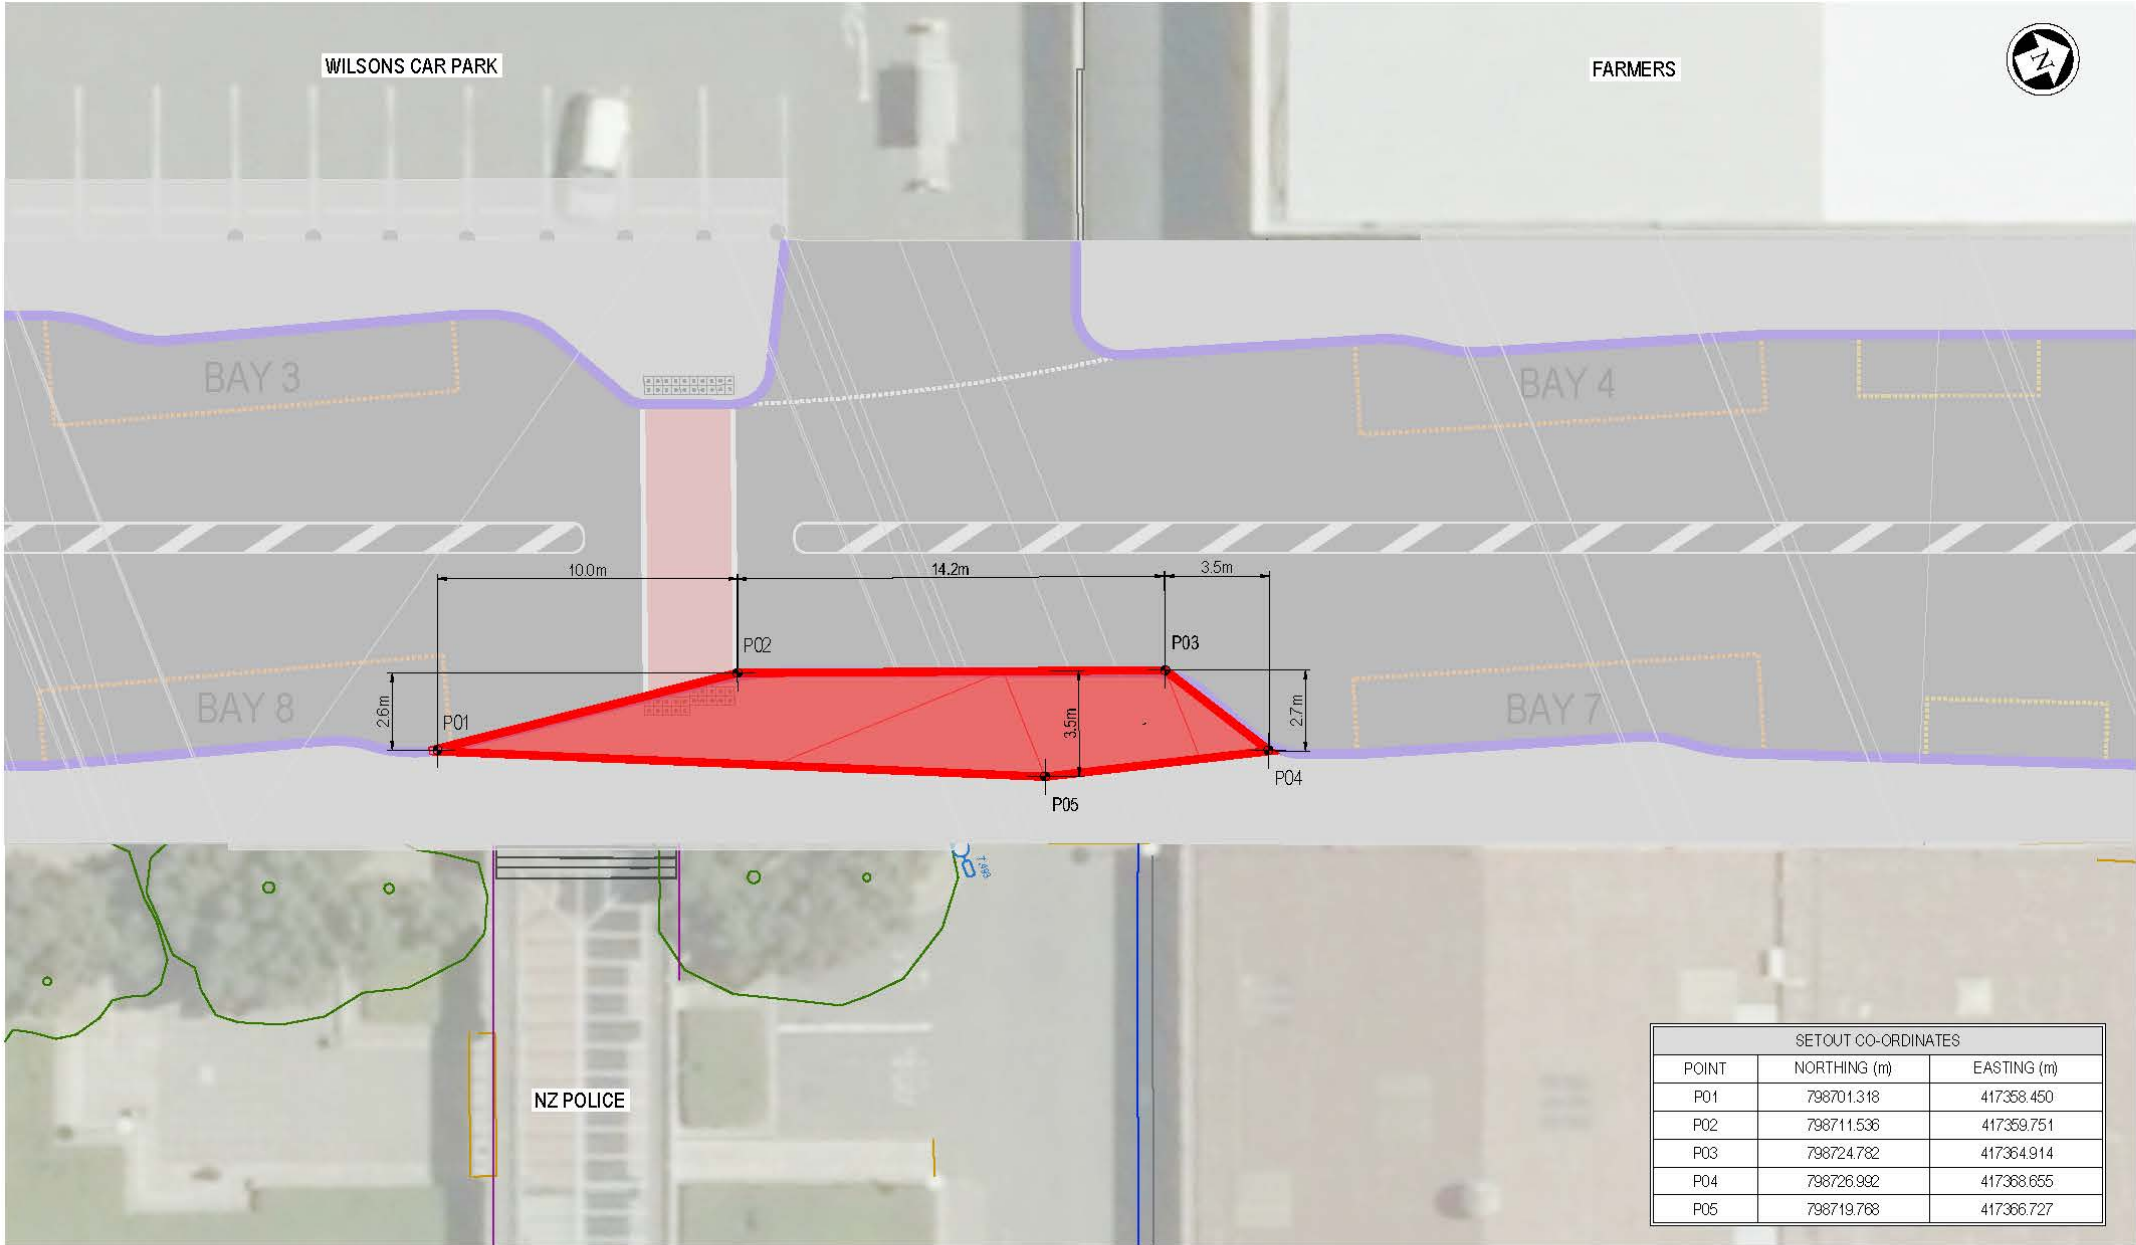 WILSONS CAR PARK
FARMERS
N
BAY 3
BAY 4
10.0m
14.2m
3.5m
P02
P03
2.6m
BAY 8
P01
3.5m
2.7m
BAY 7
P04
P05
NZ POLICE
SETOUT CO-ORDINATES
POINT NORTHING (m) EASTING (m)
P01 798701.318 417358.450
P02 798711.536 417359.751
P03 798724.782 417364.914
P04 798726.992 417368.655
P05 798719.768 417366.727